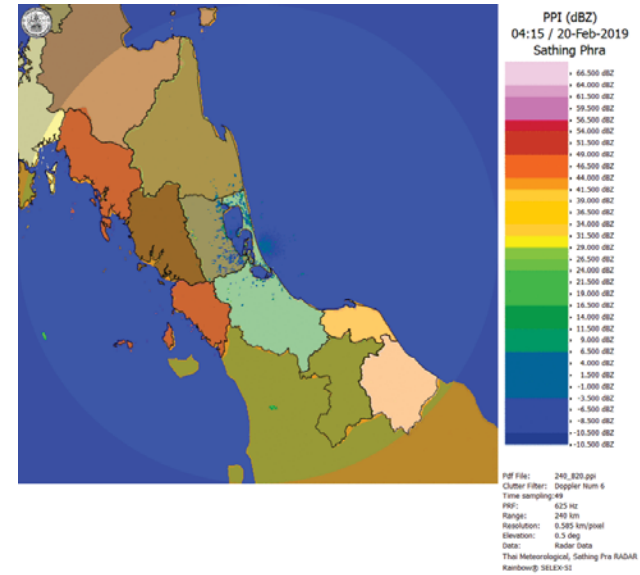 PPI (dBZ)
04:15 / 20-Feb-2019
Sathing Phra
66.500 dBZ
64.000 dBZ
61.500 dBZ
59.000 dBZ
56.500 dBZ
54.000 dBZ
51.500 dBZ
49.000 dBZ
46.500 dBZ
44.000 dBZ
41.500 dBZ
39.000 dBZ
36.500 dBZ
34.000 dBZ
31.500 dBZ
29.000 dBZ
26.500 dBZ
24.000 dBZ
21.500 dBZ
19.000 dBZ
16.500 dBZ
14.000 dBZ
11.500 dBZ
9.000 dBZ
6.500 dBZ
4.000 dBZ
1.500 dBZ
-1.000 dBZ
-3.500 dBZ
-6.500 dBZ
-8.500 dBZ
-10.500 dBZ
-10.500 dBZ
Pdf File: 240_820.ppi
Clutter Filter: Doppler Num 6
Time sampling:49
PRF: 625 Hz
Range: 240 km
Resolution: 0.585 km/pixel
Elevation: 0.5 deg
Data: Radar Data
Thai Meteorological, Sathing Pra RADAR
Rainbow® SELEX-SI